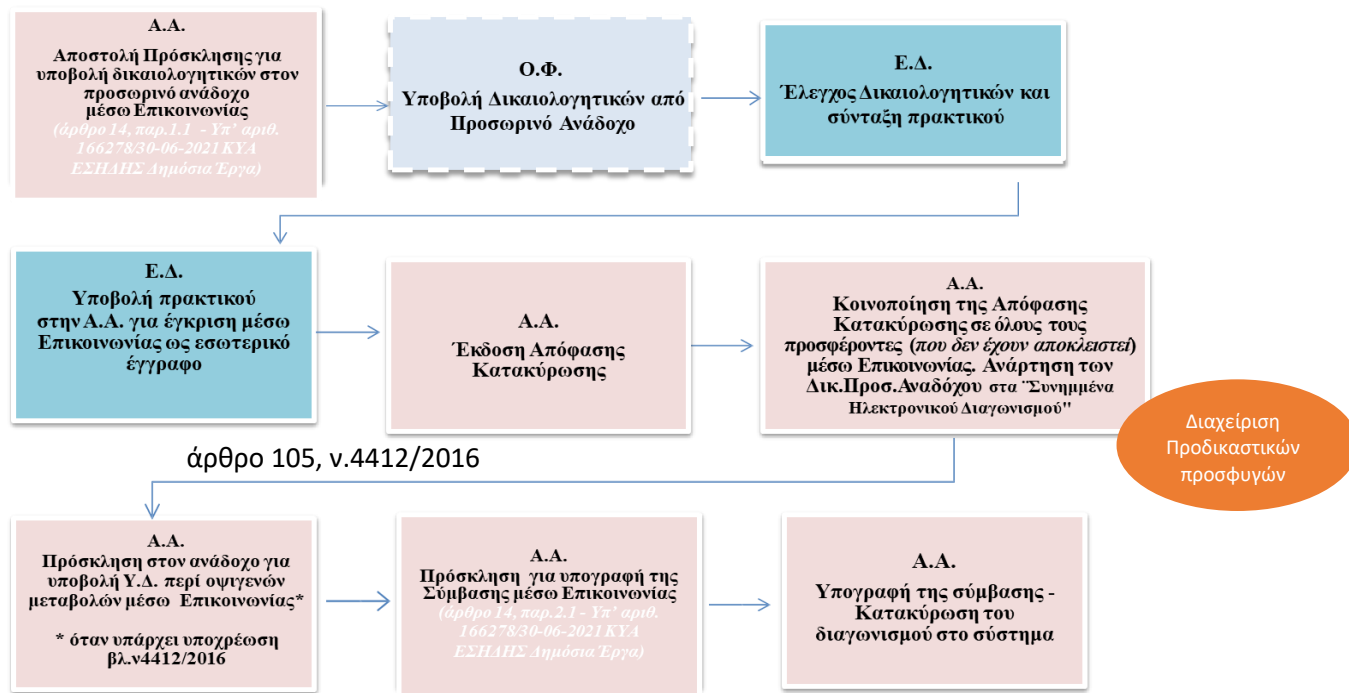 Α.Α.
Αποστολή Πρόσκλησης για
υποβολή δικαιολογητικών στον
προσωρινό ανάδοχο
μέσω Επικοινωνίας
(άρθρο 14, παρ.1.1 - Υπ’ αριθ.
166278/30-06-2021 ΚΥΑ
ΕΣΗΔΗΣ Δημόσια Έργα)
Ο.Φ.
Υποβολή Δικαιολογητικών από
Προσωρινό Ανάδοχο
Ε.Δ.
Έλεγχος Δικαιολογητικών και
σύνταξη πρακτικού
Ε.Δ.
Υποβολή πρακτικού
στην Α.Α. για έγκριση μέσω
Επικοινωνίας ως εσωτερικό
έγγραφο
Α.Α.
Έκδοση Απόφασης
Κατακύρωσης
Α.Α.
Κοινοποίηση της Απόφασης
Κατακύρωσης σε όλους τους
προσφέροντες (που δεν έχουν αποκλειστεί)
μέσω Επικοινωνίας. Ανάρτηση των
Δικ.Προσ.Αναδόχου στα ¨Συνημμένα
Ηλεκτρονικού Διαγωνισμού"
Διαχείριση
Προδικαστικών
προσφυγών
άρθρο 105, ν.4412/2016
Α.Α.
Πρόσκληση στον ανάδοχο για
υποβολή Υ.Δ. περί οψιγενών
μεταβολών μέσω Επικοινωνίας*
* όταν υπάρχει υποχρέωση
βλ.ν4412/2016
Α.Α.
Πρόσκληση για υπογραφή της
Σύμβασης μέσω Επικοινωνίας
(άρθρο 14, παρ.2.1 - Υπ’ αριθ.
166278/30-06-2021 ΚΥΑ
ΕΣΗΔΗΣ Δημόσια Έργα)
Α.Α.
Υπογραφή της σύμβασης -
Κατακύρωση του
διαγωνισμού στο σύστημα